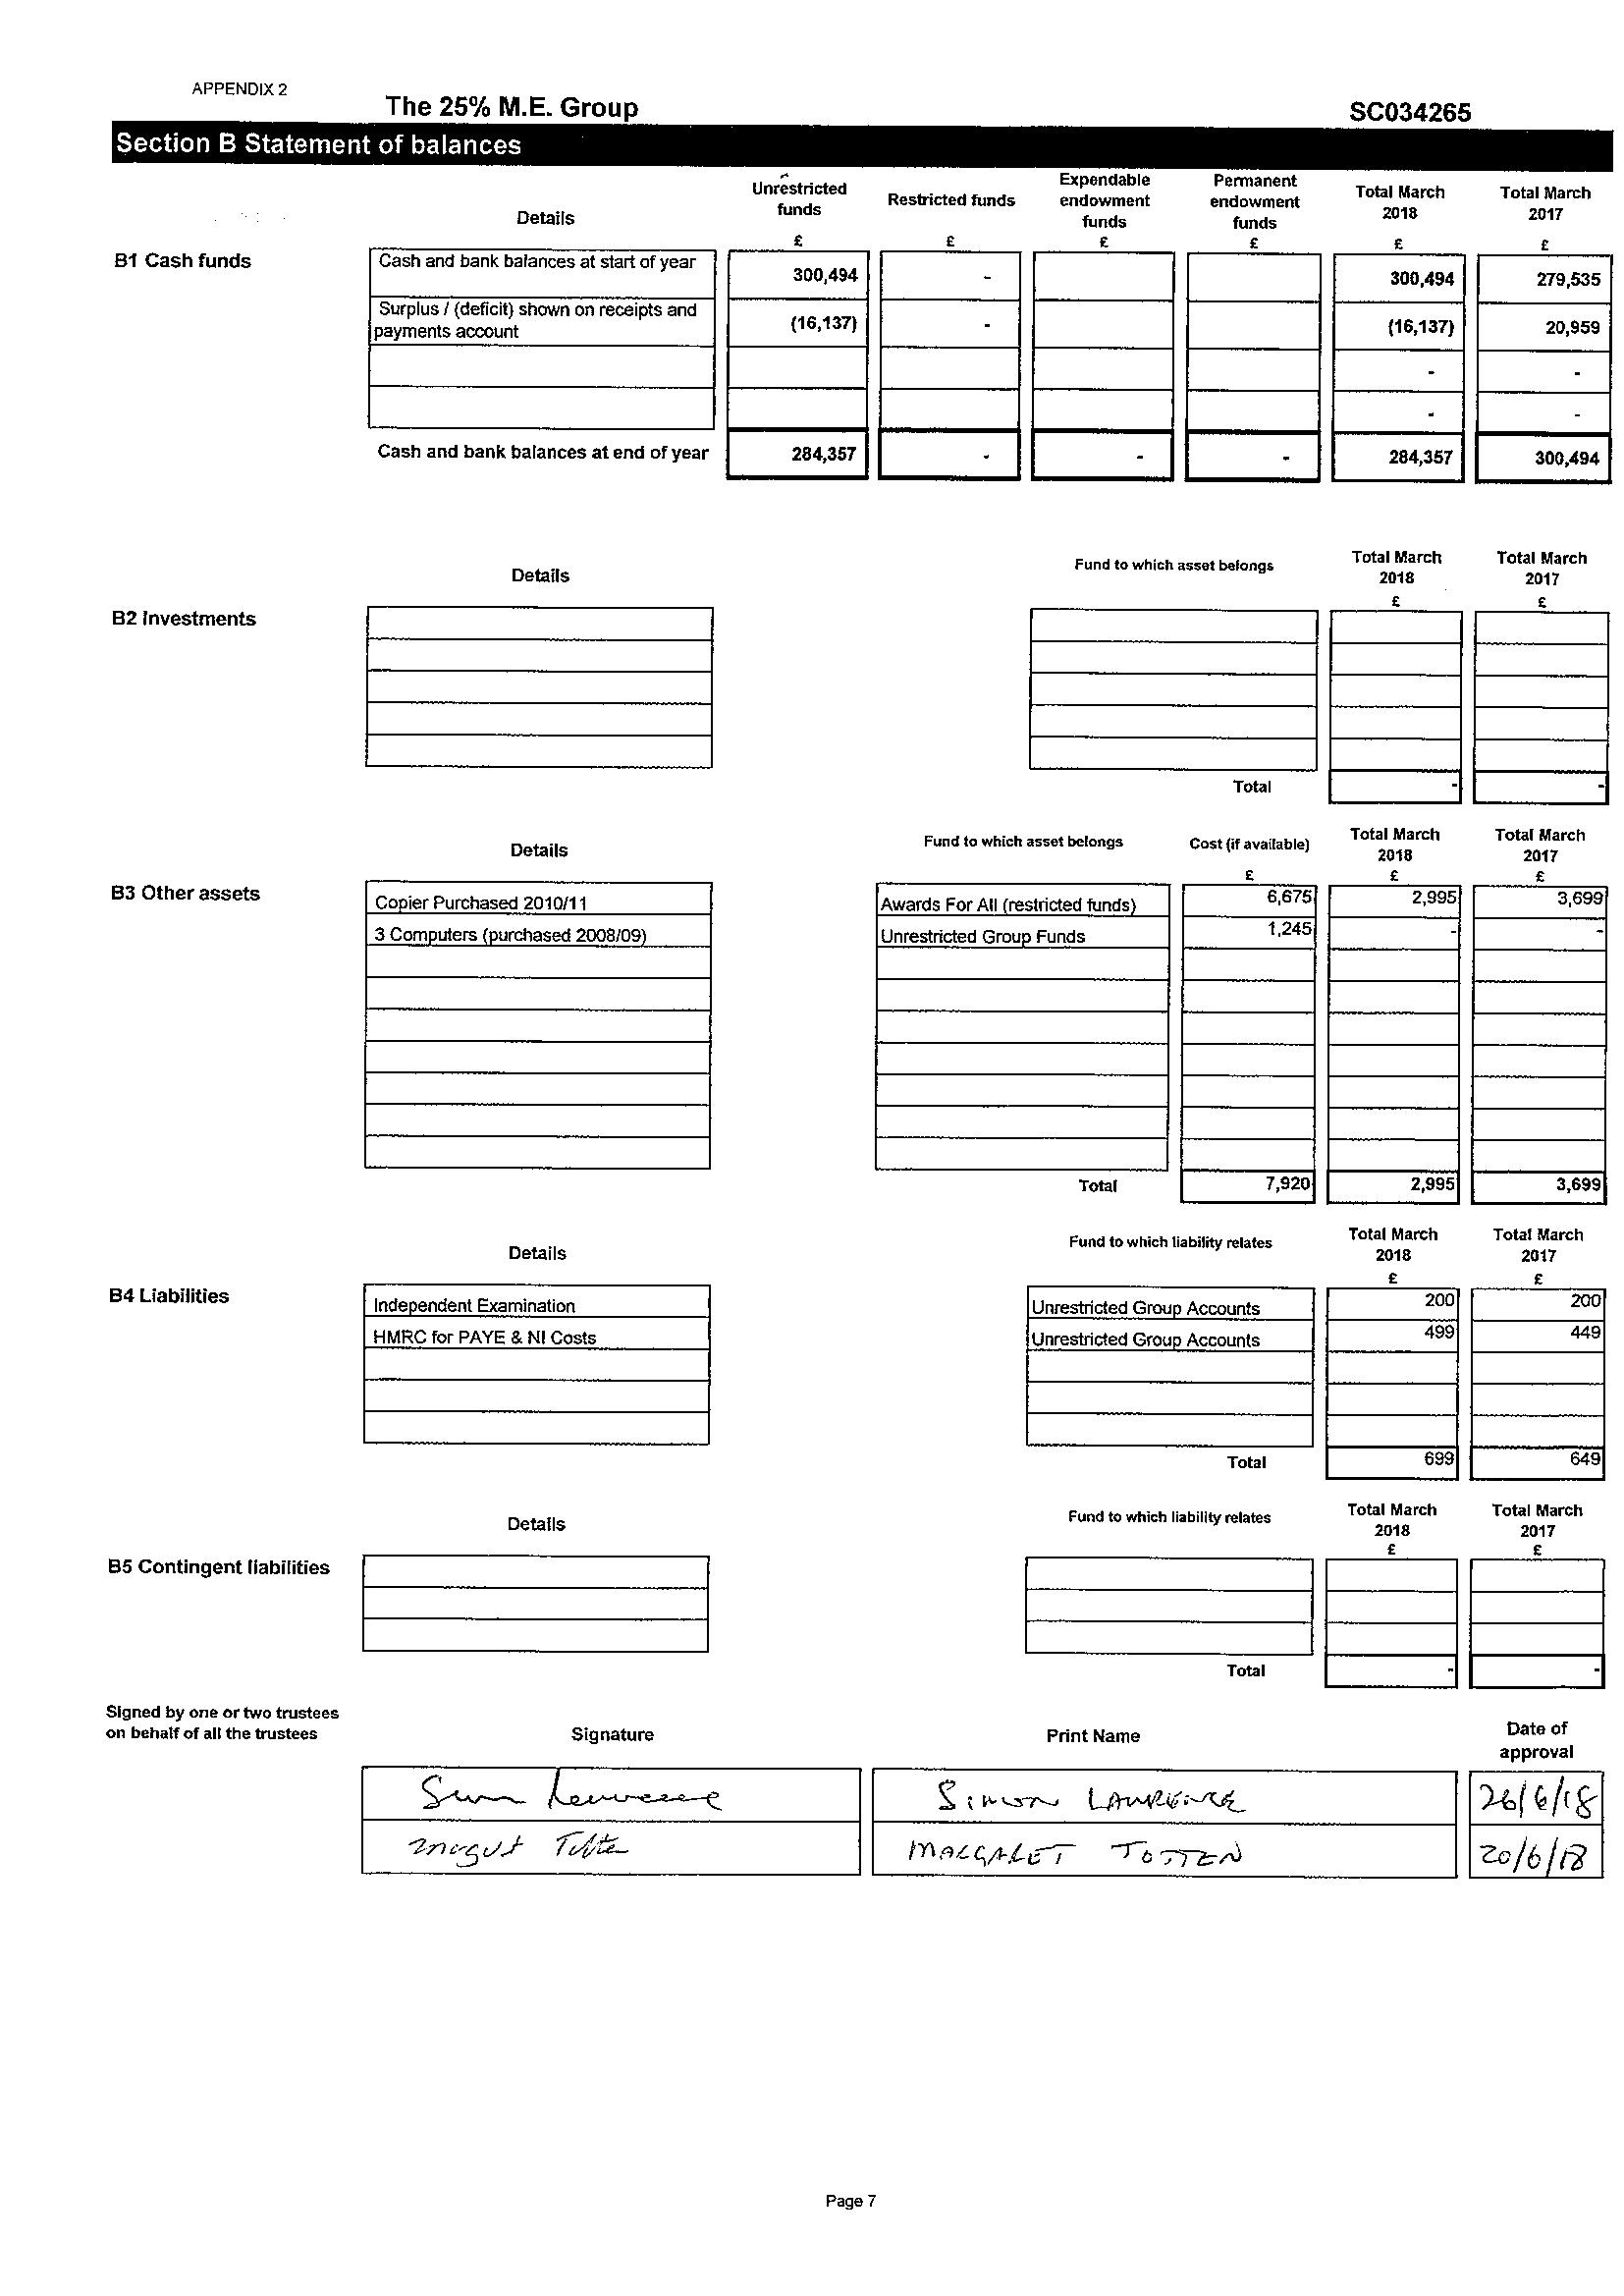 APPENDIX 2
The 25% M.E. Group SC034265
Section B Statement of balances
Details Unrestricted funds Restricted funds Expendable endowment funds Permanent endowment funds Total March 2018 Total March 2017
£ £ £ £ £ £
B1 Cash funds
Cash and bank balances at start of year 300,494 - 300,494 279,535
Surplus / (deficit) shown on receipts and
payments account (16,137) - (16,137) 20,959
- -
- -
Cash and bank balances at end of year 284,357 - - - 284,357 300,494
Details Fund to which asset belongs Total March 2018 Total March 2017
£ £
B2 Investments
Total - -
Details Fund to which asset belongs Cost (if available) Total March 2018 Total March 2017
£ £ £
B3 Other assets
Copier Purchased 2010/11 Awards For All (restricted funds) 6,675 2,995 3,699
3 Computers (purchased 2008/09) Unrestricted Group Funds 1,245 - -
Total 7,920 2,995 3,699
Details Fund to which liability relates Total March 2018 Total March 2017
£ £
B4 Liabilities
Independent Examination Unrestricted Group Accounts 200 200
HMRC for PAYE & NI Costs Unrestricted Group Accounts 499 449
Total 699 649
Details Fund to which liability relates Total March 2018 Total March 2017
£ £
B5 Contingent liabilities
Total - -
Signed by one or two trustees
on behalf of all the trustees
Signature Print Name Date of approval
SIMON LAWRENCE 26/6/18
MARGARET TOTTEN 20/6/18
Page 7